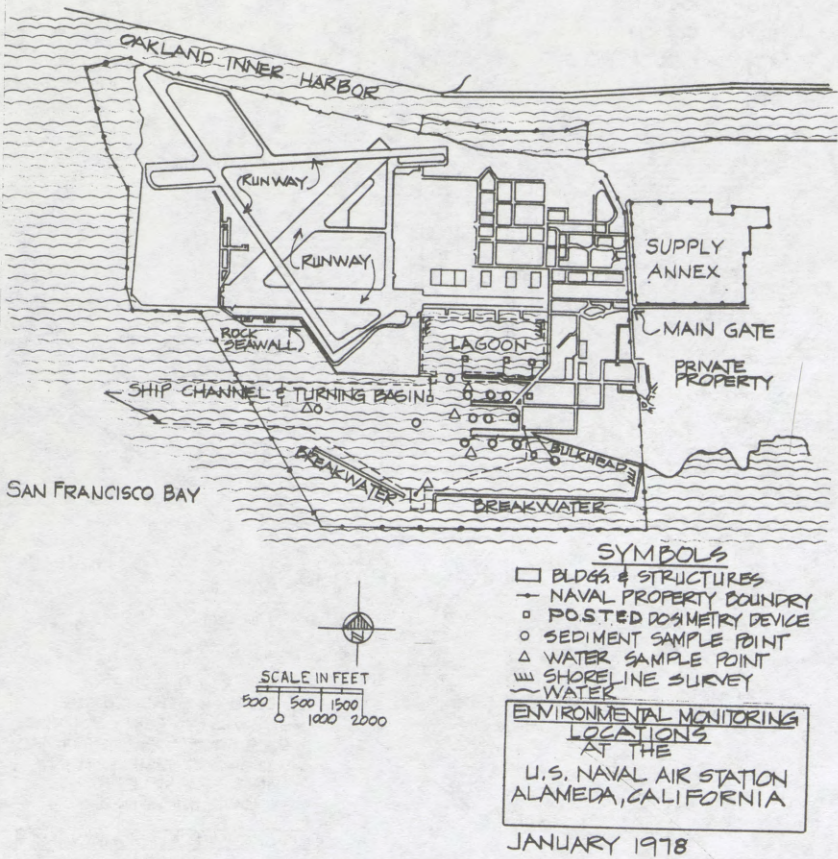 OAKLAND INNER HARBOR
RUNWAY
RUNWAY
SUPPLY
ANNEX
ROCK
SEAWALL
LAGOON
MAIN GATE
PRIVATE
PROPERTY
SHIP CHANNEL & TURNING BASIN
BREAKWATER
BULKHEAD
SAN FRANCISCO BAY
BREAKWATER
SYMBOLS
BLDGS & STRUCTURES
NAVAL PROPERTY BOUNDRY
POSTED DOSIMETRY DEVICE
SEDIMENT SAMPLE POINT
WATER SAMPLE POINT
SHORELINE SURVEY
WATER
N
SCALE IN FEET
500 500 1500
0 1000 2000
ENVIRONMENTAL MONITORING
LOCATIONS
AT THE
U.S. NAVAL AIR STATION
ALAMEDA, CALIFORNIA
JANUARY 1978